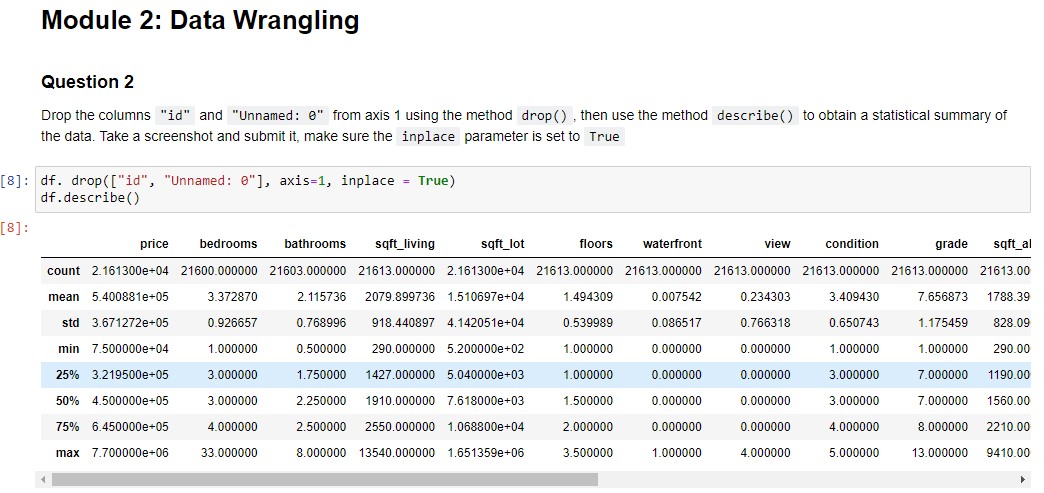 Module 2: Data Wrangling
Question 2
Drop the columns "id" and "Unnamed: 0" from axis 1 using the method drop() , then use the method describe() to obtain a statistical summary of
the data. Take a screenshot and submit it, make sure the inplace parameter is set to True
[8]: df. drop(["id", "Unnamed: 0"], axis=1, inplace = True)
df.describe()
[8]:
price bedrooms bathrooms sqft_living sqft_lot floors waterfront view condition grade sqft_al
count 2.161300e+04 21600.000000 21603.000000 21613.000000 2.161300e+04 21613.000000 21613.000000 21613.000000 21613.000000 21613.000000 21613.00
mean 5.400881e+05 3.372870 2.115736 2079.899736 1.510697e+04 1.494309 0.007542 0.234303 3.409430 7.656873 1788.39
std 3.671272e+05 0.926657 0.768996 918.440897 4.142051e+04 0.539989 0.086517 0.766318 0.650743 1.175459 828.09
min 7.500000e+04 1.000000 0.500000 290.000000 5.200000e+02 1.000000 0.000000 0.000000 1.000000 1.000000 290.00
25% 3.219500e+05 3.000000 1.750000 1427.000000 5.040000e+03 1.000000 0.000000 0.000000 3.000000 7.000000 1190.00
50% 4.500000e+05 3.000000 2.250000 1910.000000 7.618000e+03 1.500000 0.000000 0.000000 3.000000 7.000000 1560.00
75% 6.450000e+05 4.000000 2.500000 2550.000000 1.068800e+04 2.000000 0.000000 0.000000 4.000000 8.000000 2210.00
max 7.700000e+06 33.000000 8.000000 13540.000000 1.651359e+06 3.500000 1.000000 4.000000 5.000000 13.000000 9410.00